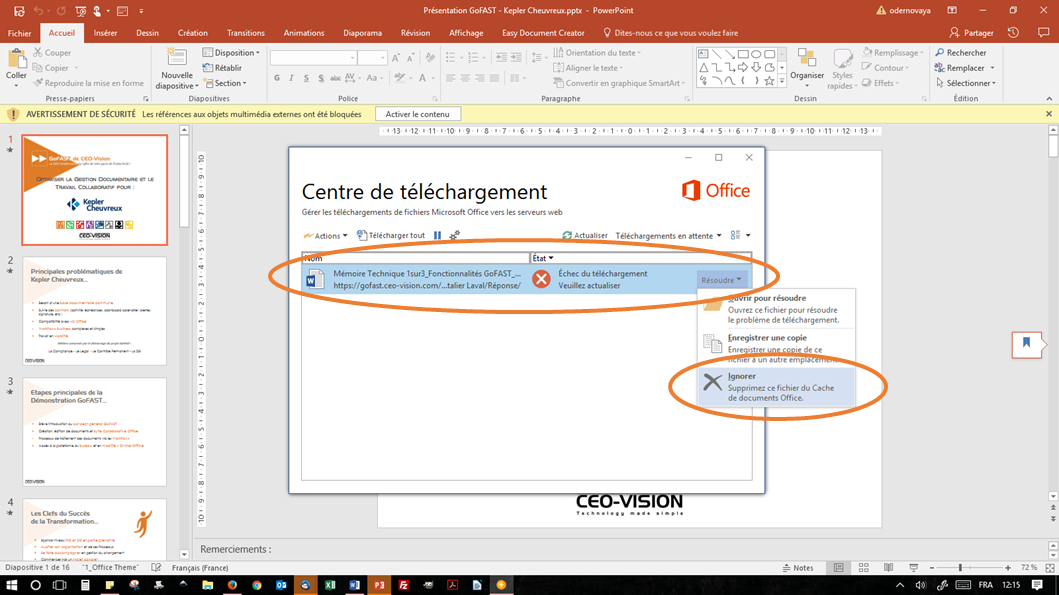 Présentation GoFAST - Kepler Cheuvreux.pptx - PowerPoint
odernovaya
Fichier
Accueil
Insérer
Dessin
Création
Transitions
Animations
Diaporama
Révision
Affichage
Easy Document Creator
Dites-nous ce que vous voulez faire
Partager
Coller
Couper
Copier
Reproduire la mise en forme
Presse-papiers
Nouvelle
diapositive
Disposition
Rétablir
Section
Diapositives
G I S S abc AV Aa A
Police
Orientation du texte
Aligner le texte
Convertir en graphique SmartArt
Paragraphe
Organiser
Styles
rapides
Remplissage
Contour
Effets
Dessin
Rechercher
Remplacer
Sélectionner
Édition
AVERTISSEMENT DE SÉCURITÉ Les références aux objets multimédia externes ont été bloquées
Activer le contenu
1
GoFAST de CEO-Vision
Optimiser la Gestion Documentaire et le
Travail Collaboratif pour :
Kepler
Cheuvreux
CEO-VISION
2
Principales problématiques de
Kepler Cheuvreux...
CEO-VISION
3
Etapes principales de la
Démonstration GoFAST...
CEO-VISION
4
Les Clefs du Succès
de la Transformation...
Centre de téléchargement
Office
Gérer les téléchargements de fichiers Microsoft Office vers les serveurs web
Actions
Télécharger tout
Actualiser
Téléchargements en attente
Nom
État
Mémoire Technique 1sur3_Fonctionnalités GoFAST_...
https://gofast.ceo-vision.com/...talier Laval/Réponse/
Échec du téléchargement
Veuillez actualiser
Résoudre
Ouvrir pour résoudre
Ouvrez ce fichier pour résoudre
le problème de téléchargement.
Enregistrer une copie
Enregistrer une copie de ce
fichier à un autre emplacement.
Ignorer
Supprimez ce fichier du Cache
de documents Office.
CEO-VISION
Technology made simple
Remerciements :
Diapositive 1 de 16
"1_Office Theme"
Français (France)
Notes
72 %
FRA
12:15